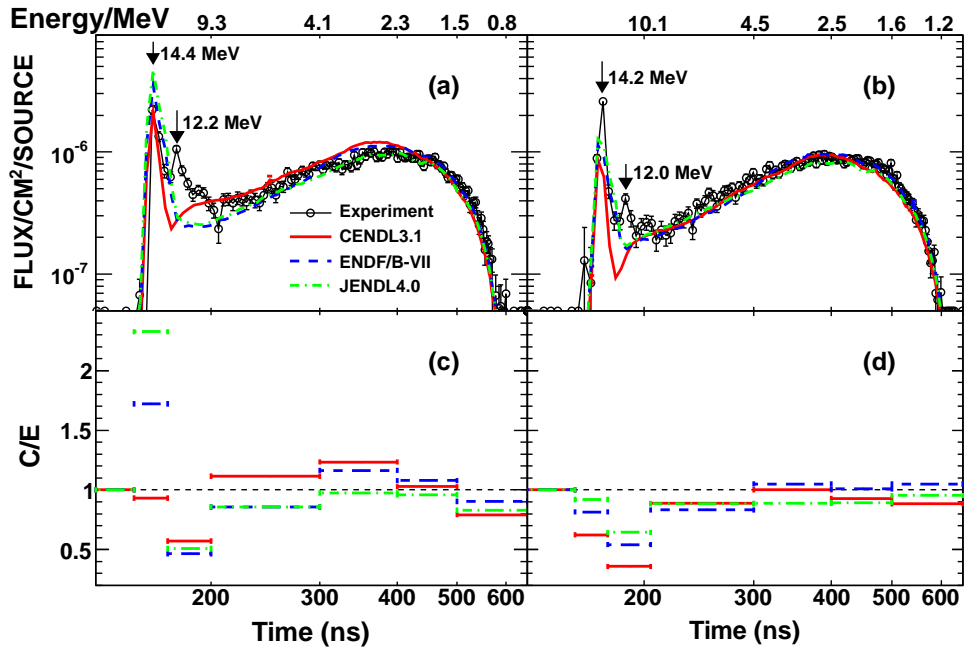 Energy/MeV 9.3 4.1 2.3 1.5 0.8 10.1 4.5 2.5 1.6 1.2
14.4 MeV (a) 14.2 MeV (b)
12.2 MeV 12.0 MeV
FLUX/CM²/SOURCE
10⁻⁶
10⁻⁷
Experiment
CENDL3.1
ENDF/B-VII
JENDL4.0
(c) (d)
C/E
2
1.5
1
0.5
200 300 400 500 600 200 300 400 500 600
Time (ns) Time (ns)